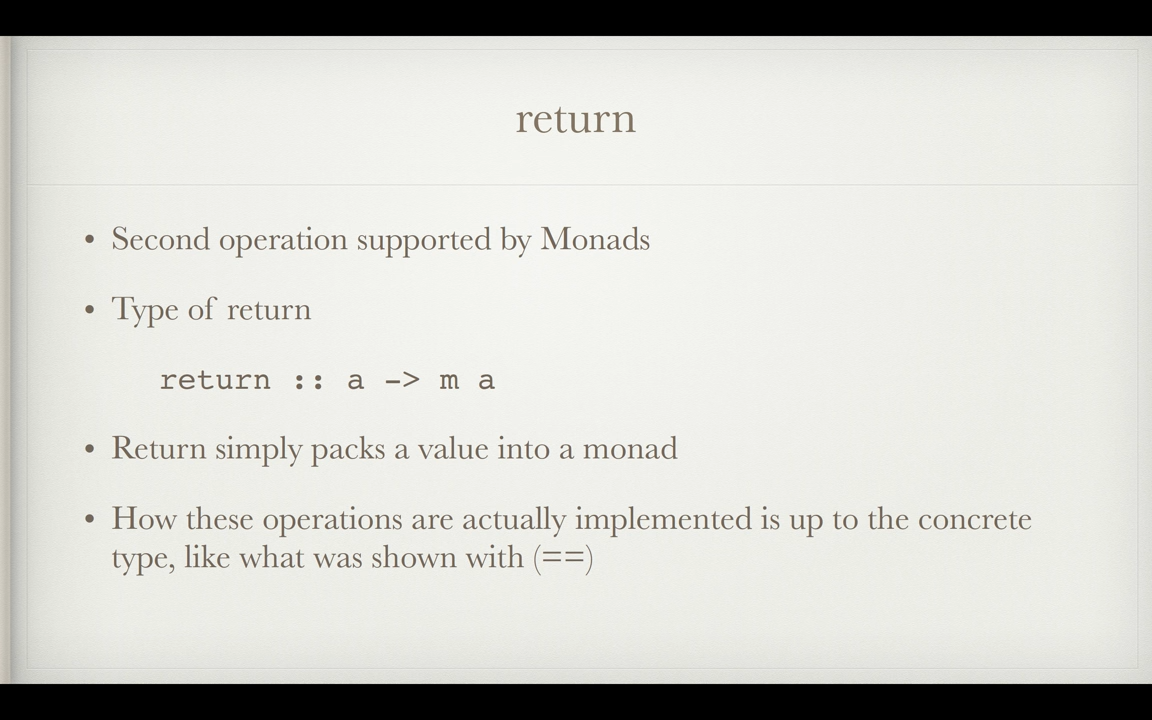 return
• Second operation supported by Monads
• Type of return
return :: a -> m a
• Return simply packs a value into a monad
• How these operations are actually implemented is up to the concrete
type, like what was shown with (==)